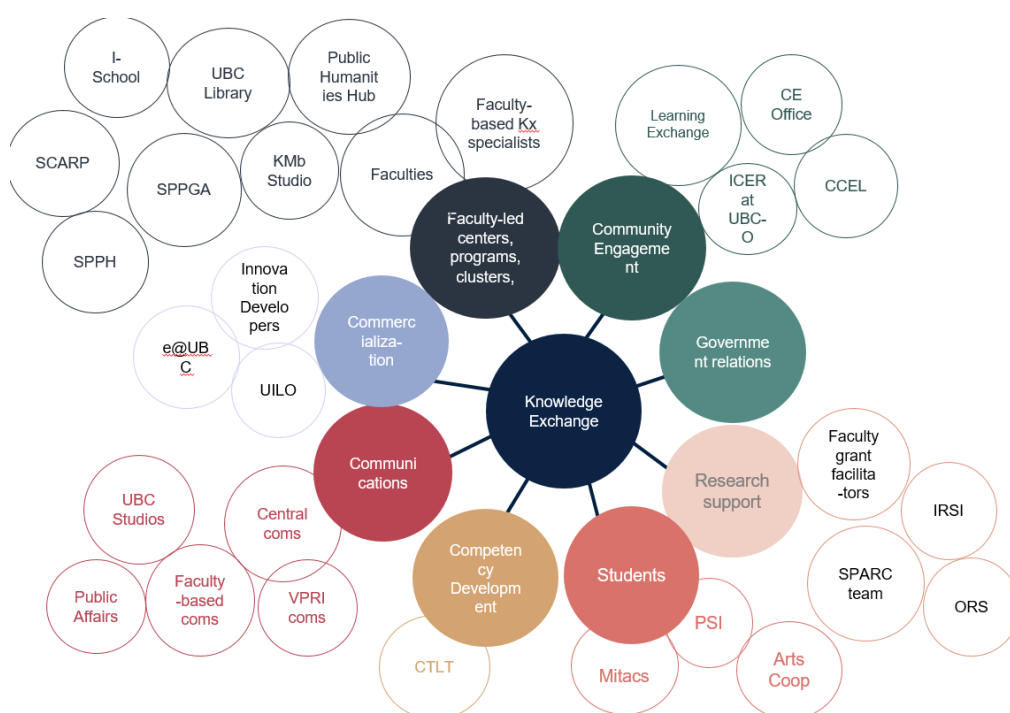 I-
School
UBC
Library
Public
Humanit
ies Hub
Faculty-
based Kx
specialists
SCARP
SPPGA
KMb
Studio
Faculties
SPPH
Learning
Exchange
CE
Office
ICER
at
UBC-
O
CCEL
Faculty-led
centers,
programs,
clusters,
Community
Engageme
nt
Innova
tion
Develo
pers
e@UB
C
UILO
Commerc
ializa-
tion
Governme
nt relations
Knowledge
Exchange
Communi
cations
Research
support
Faculty
grant
facilita
-tors
IRSI
SPARC
team
ORS
UBC
Studios
Central
coms
Public
Affairs
Faculty
-based
coms
VPRI
coms
Competen
cy
Developm
ent
Students
CTLT
Mitacs
PSI
Arts
Coop